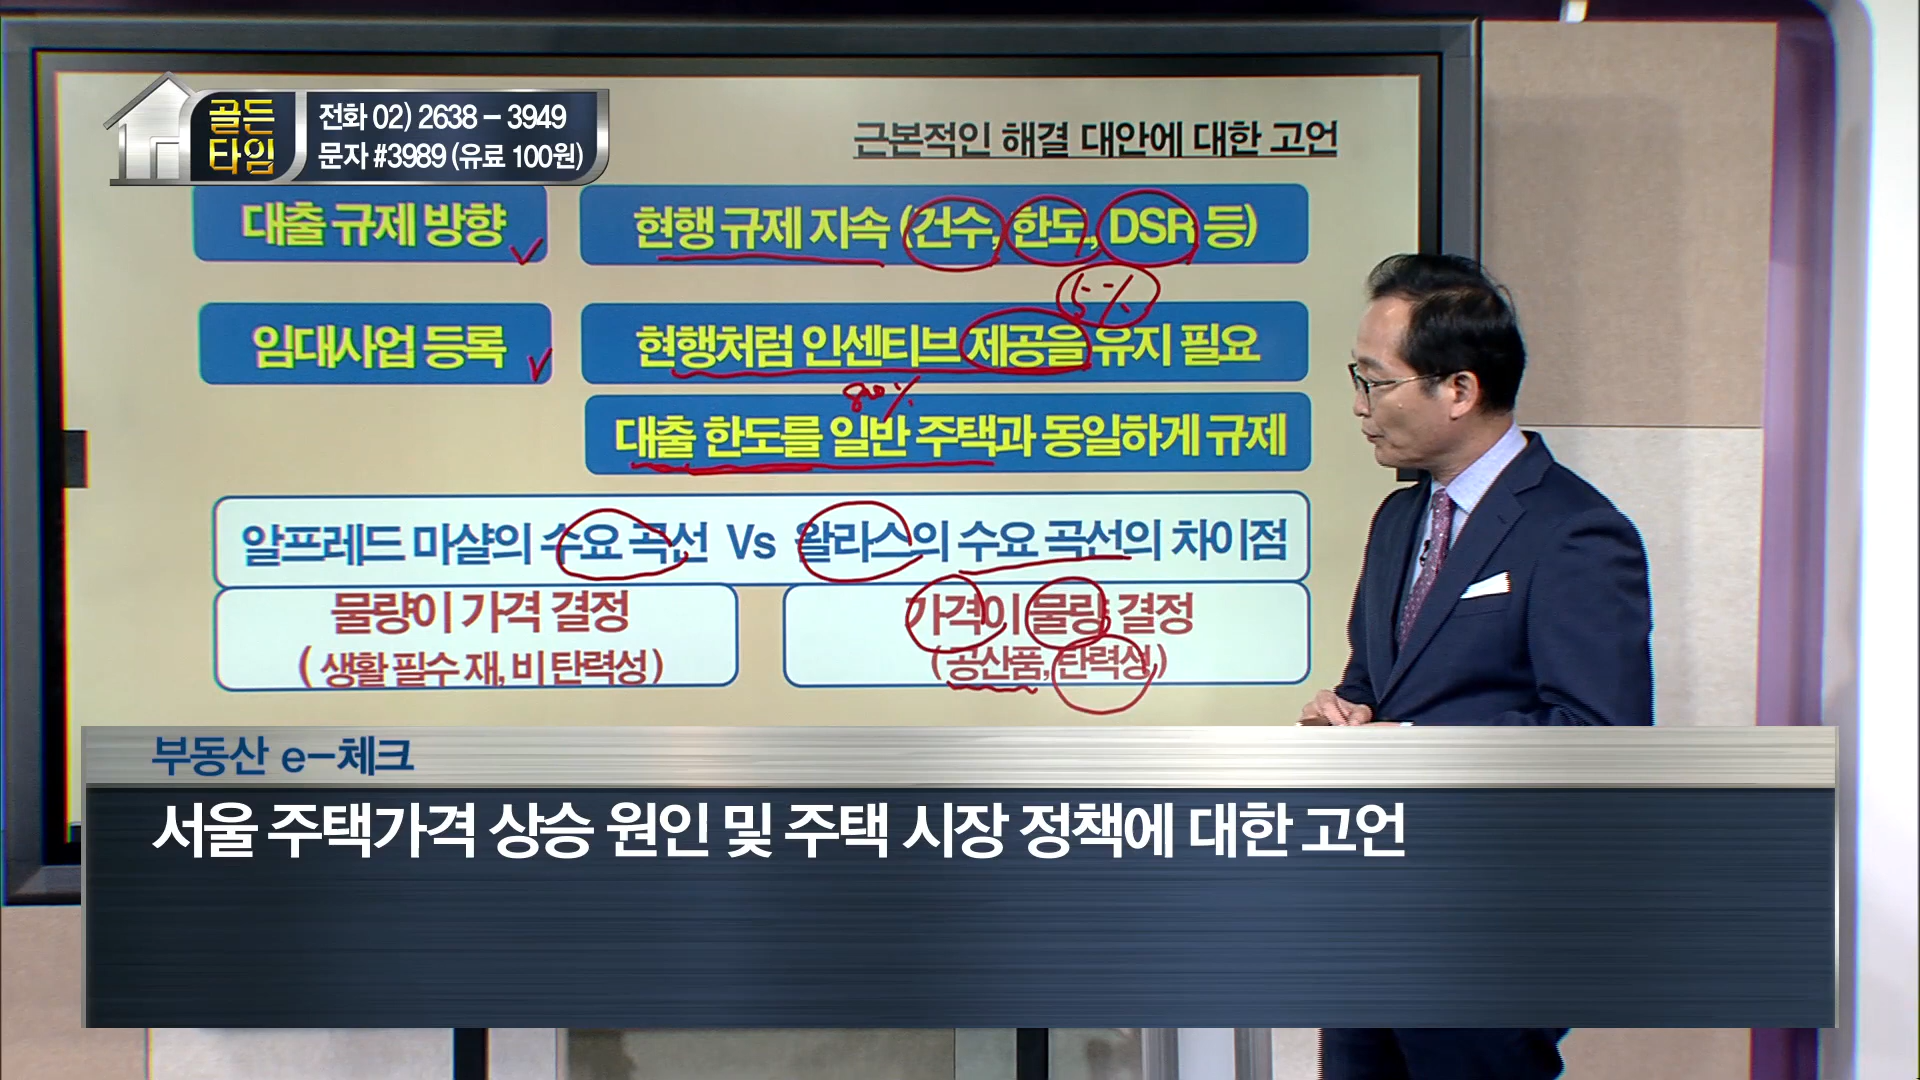 골든
타임
전화 02) 2638 - 3949
문자 #3989 (유료 100원)
근본적인 해결 대안에 대한 고언
대출 규제 방향
현행 규제 지속 (건수, 한도, DSR 등)
5%
임대사업 등록
현행처럼 인센티브 제공을 유지 필요
80%
대출 한도를 일반 주택과 동일하게 규제
알프레드 마샬의 수요 곡선 Vs 왈라스의 수요 곡선의 차이점
물량이 가격 결정
( 생활 필수 재, 비 탄력성 )
가격이 물량 결정
( 공산품, 탄력성, )
부동산 e-체크
서울 주택가격 상승 원인 및 주택 시장 정책에 대한 고언